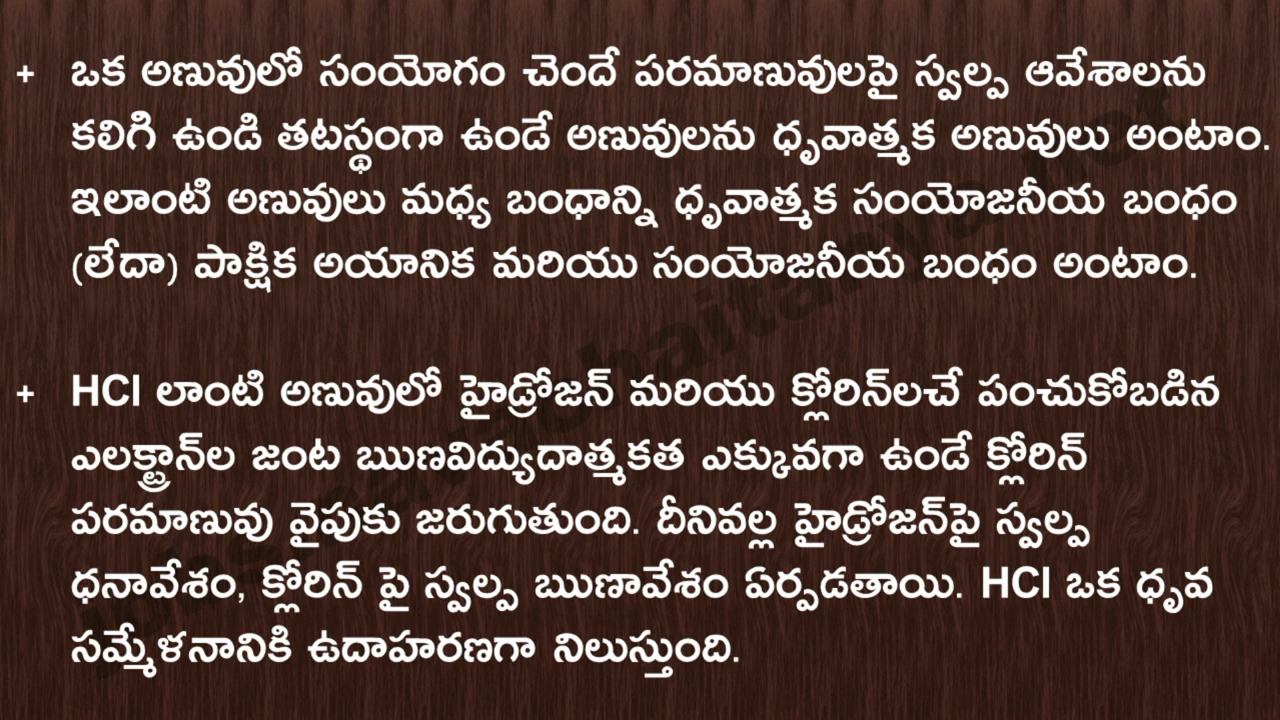 + ఒక అణువులో సంయోగం చెందే పరమాణువులపై స్వల్ప ఆవేశాలను
కలిగి ఉండి తటస్థంగా ఉండే అణువులను ధృవాత్మక అణువులు అంటాం.
ఇలాంటి అణువులు మధ్య బంధాన్ని ధృవాత్మక సంయోజనీయ బంధం
(లేదా) పాక్షిక అయానిక మరియు సంయోజనీయ బంధం అంటాం.
+ HCl లాంటి అణువులో హైడ్రోజన్ మరియు క్లోరిన్‌లచే పంచుకోబడిన
ఎలక్ట్రాన్‌ల జంట ఋణవిద్యుదాత్మకత ఎక్కువగా ఉండే క్లోరిన్
పరమాణువు వైపుకు జరుగుతుంది. దీనివల్ల హైడ్రోజన్‌పై స్వల్ప
ధనావేశం, క్లోరిన్ పై స్వల్ప ఋణావేశం ఏర్పడతాయి. HCl ఒక ధృవ
సమ్మేళనానికి ఉదాహరణగా నిలుస్తుంది.